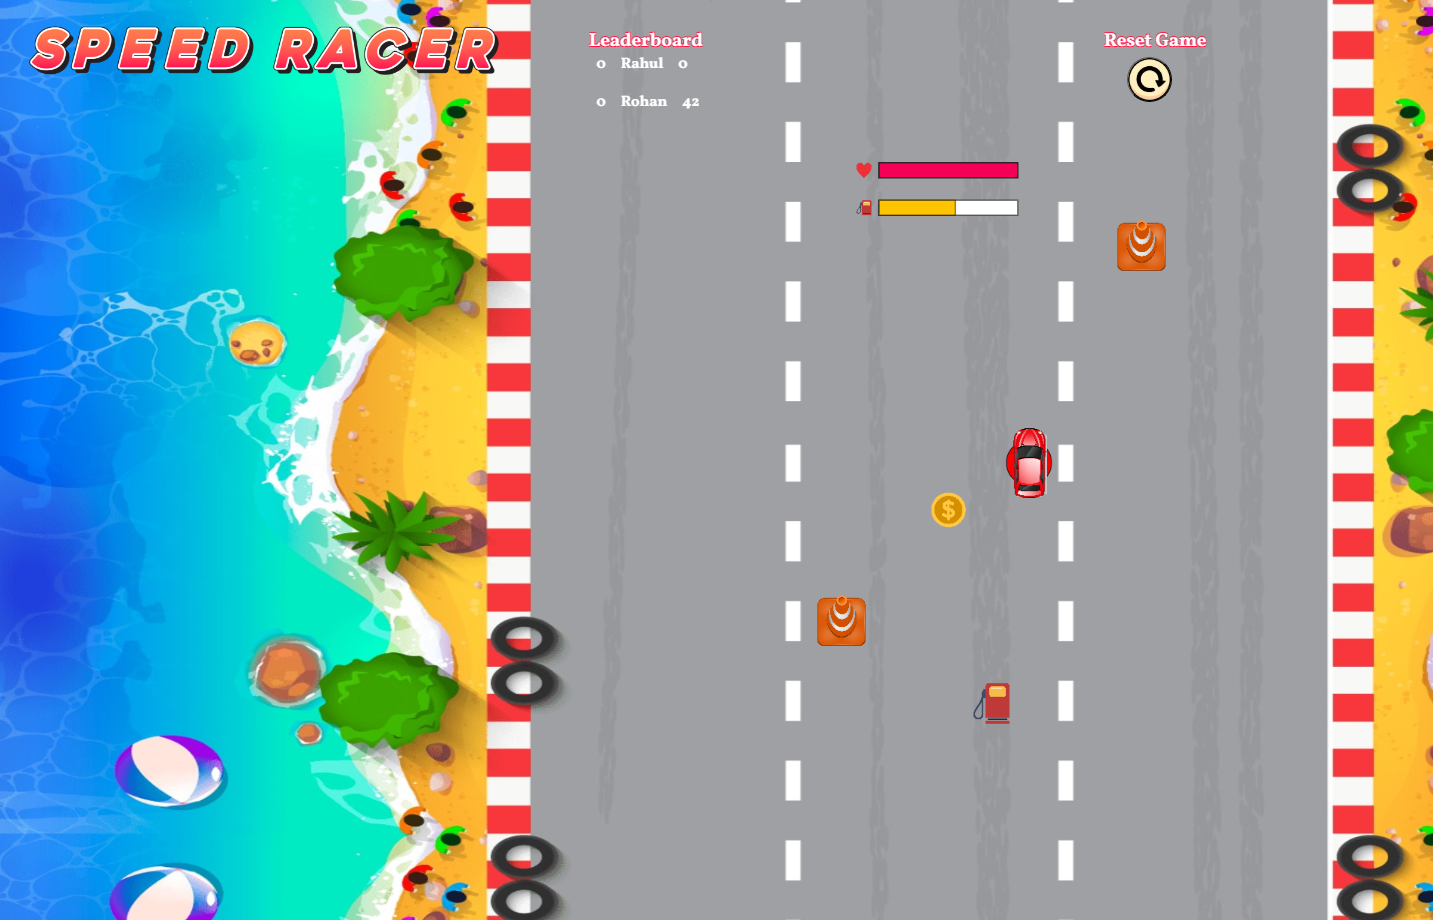 SPEED RACER
Leaderboard
0 Rahul 0
0 Rohan 42
Reset Game
$